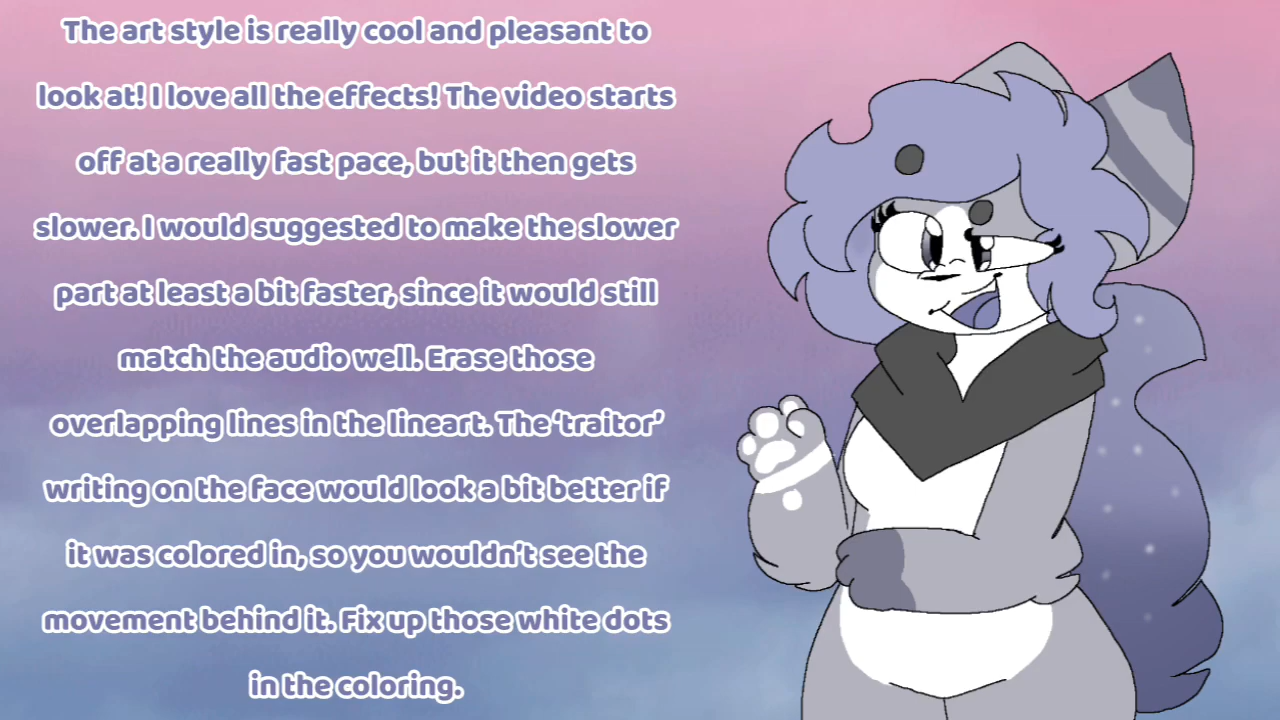 The art style is really cool and pleasant to
look at! I love all the effects! The video starts
off at a really fast pace, but it then gets
slower. I would suggested to make the slower
part at least a bit faster, since it would still
match the audio well. Erase those
overlapping lines in the lineart. The ‘traitor’
writing on the face would look a bit better if
it was colored in, so you wouldn’t see the
movement behind it. Fix up those white dots
in the coloring.